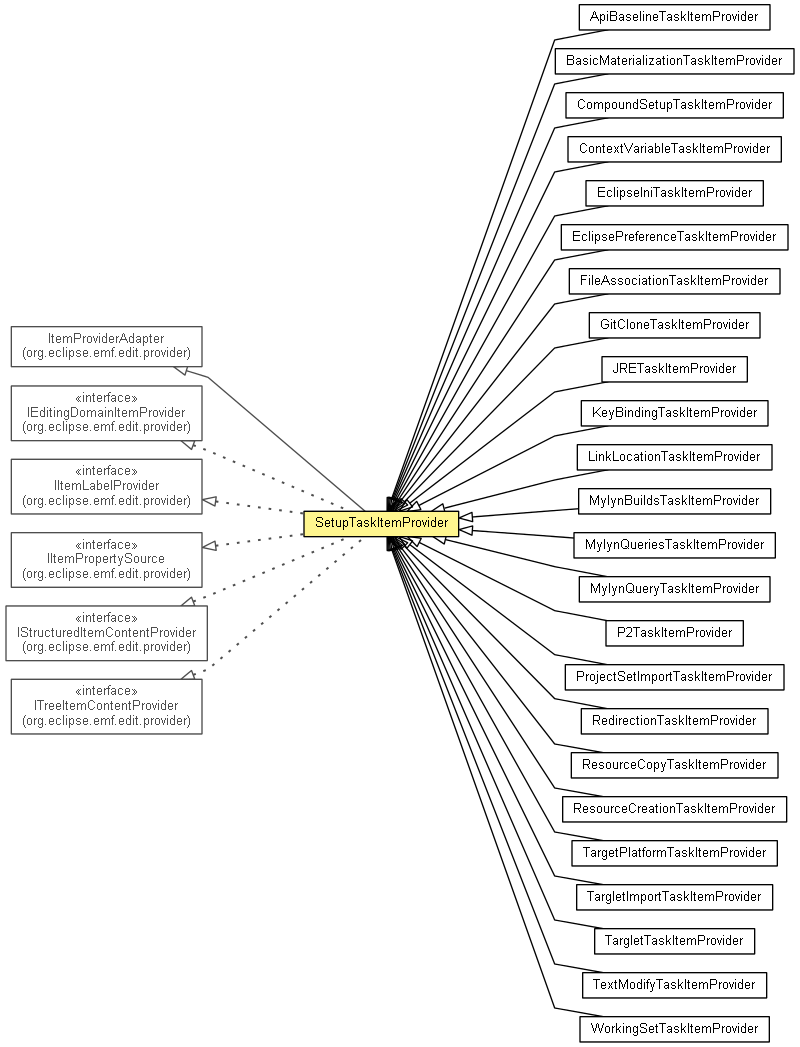 ApiBaselineTaskItemProvider
BasicMaterializationTaskItemProvider
CompoundSetupTaskItemProvider
ContextVariableTaskItemProvider
EclipseIniTaskItemProvider
EclipsePreferenceTaskItemProvider
FileAssociationTaskItemProvider
GitCloneTaskItemProvider
ItemProviderAdapter
(org.eclipse.emf.edit.provider)
JRETaskItemProvider
«interface»
IEditingDomainItemProvider
(org.eclipse.emf.edit.provider)
KeyBindingTaskItemProvider
LinkLocationTaskItemProvider
«interface»
IItemLabelProvider
(org.eclipse.emf.edit.provider)
MylynBuildsTaskItemProvider
SetupTaskItemProvider
MylynQueriesTaskItemProvider
«interface»
IItemPropertySource
(org.eclipse.emf.edit.provider)
MylynQueryTaskItemProvider
«interface»
IStructuredItemContentProvider
(org.eclipse.emf.edit.provider)
P2TaskItemProvider
ProjectSetImportTaskItemProvider
«interface»
ITreeItemContentProvider
(org.eclipse.emf.edit.provider)
RedirectionTaskItemProvider
ResourceCopyTaskItemProvider
ResourceCreationTaskItemProvider
TargetPlatformTaskItemProvider
TargletImportTaskItemProvider
TargletTaskItemProvider
TextModifyTaskItemProvider
WorkingSetTaskItemProvider